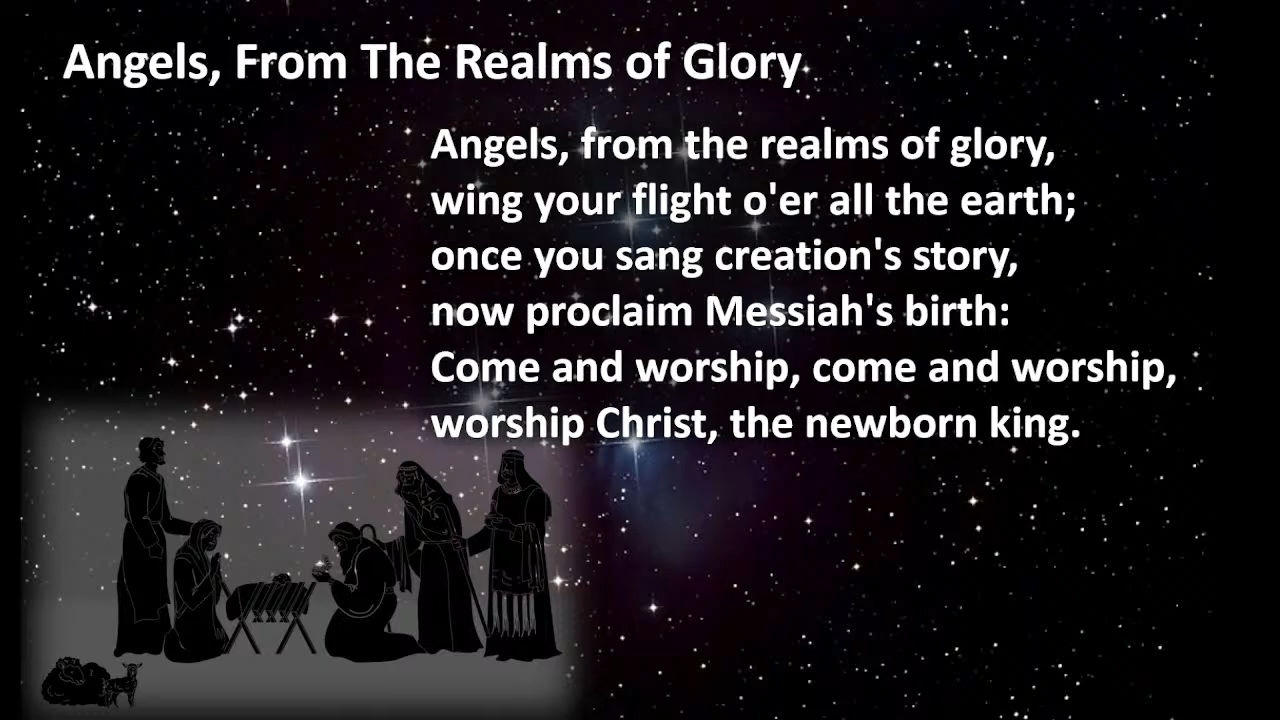 Angels, From The Realms of Glory
Angels, from the realms of glory,
wing your flight o'er all the earth;
once you sang creation's story,
now proclaim Messiah's birth:
Come and worship, come and worship,
worship Christ, the newborn king.